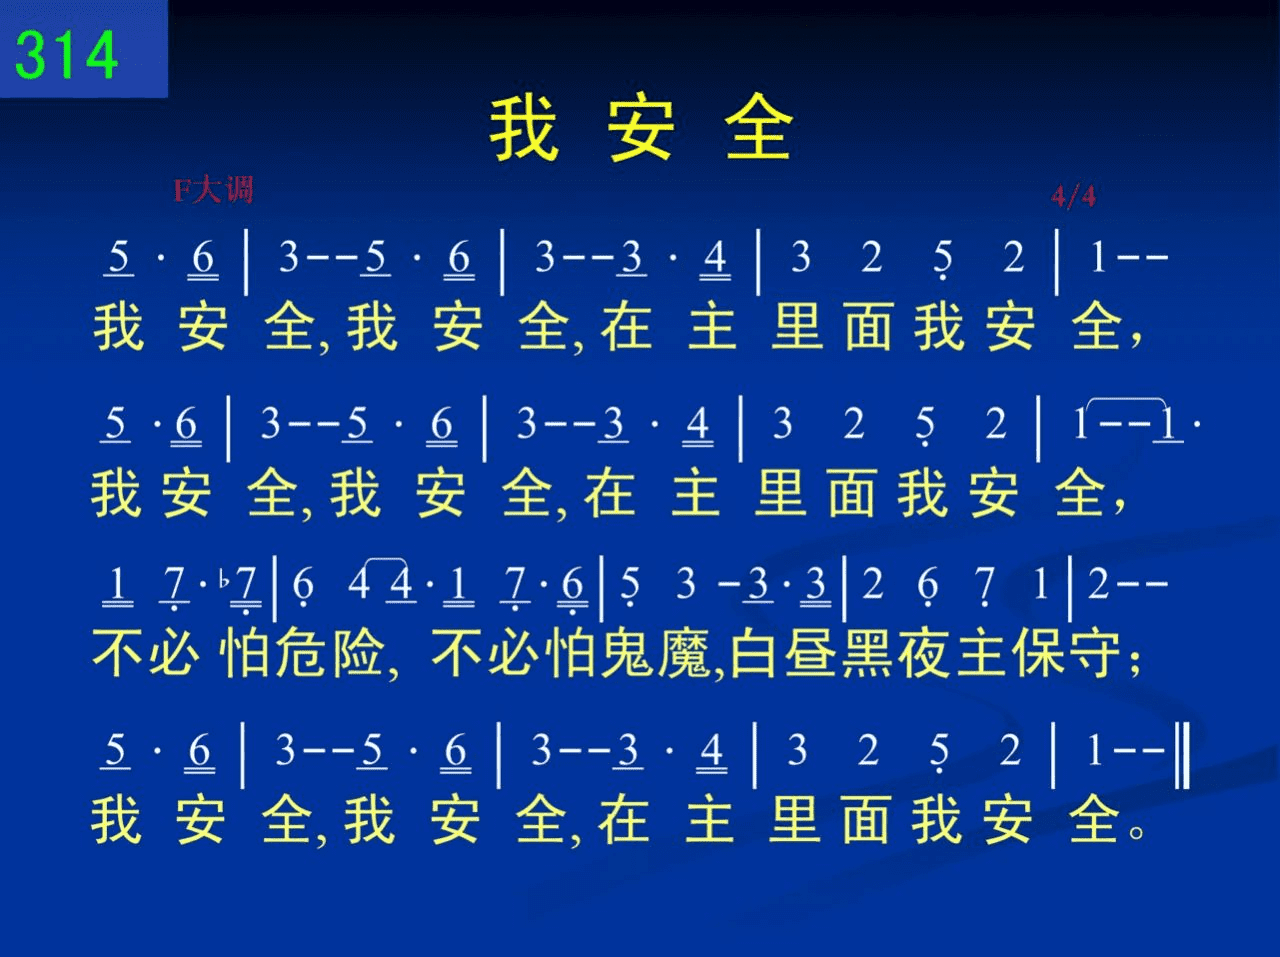 314
我 安 全
F大调 4/4
5 · 6 | 3--5 · 6 | 3--3 · 4 | 3 2 5̣ 2 | 1--
我 安 全,我 安 全,在 主 里 面 我 安 全，
5 · 6 | 3--5 · 6 | 3--3 · 4 | 3 2 5̣ 2 | 1--1 ·
我 安 全,我 安 全,在 主 里 面 我 安 全，
1 7̣ · ♭7̣ | 6̣ 4 4 · 1 7̣ · 6̣ | 5̣ 3 -3 · 3 | 2 6̣ 7̣ 1 | 2--
不必 怕危险, 不必怕鬼魔,白昼黑夜主保守；
5 · 6 | 3--5 · 6 | 3--3 · 4 | 3 2 5̣ 2 | 1--‖
我 安 全,我 安 全,在 主 里 面 我 安 全。